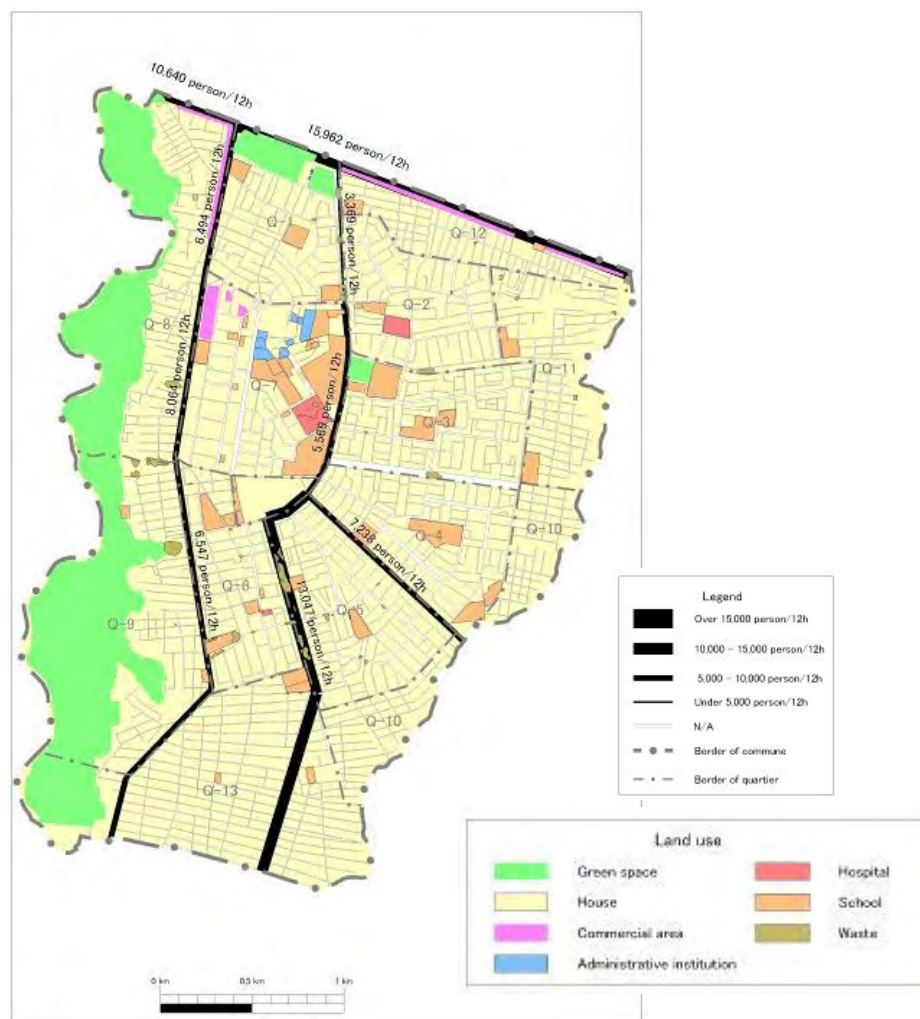 10,640 person/12h
15,962 person/12h
6,494 person/12h
3,369 person/12h
Q-1
Q-12
Q-2
Q-8
8,064 person/12h
Q-7
5,569 person/12h
Q-11
Q-3
7,238 person/12h
Q-4
Q-10
6,547 person/12h
Q-6
13,047 person/12h
Q-5
Q-9
Q-10
Q-13
Legend
Over 15,000 person/12h
10,000 - 15,000 person/12h
5,000 - 10,000 person/12h
Under 5,000 person/12h
N/A
Border of commune
Border of quartier
Land use
Green space
House
Commercial area
Administrative institution
Hospital
School
Waste
0 km
0.5 km
1 km